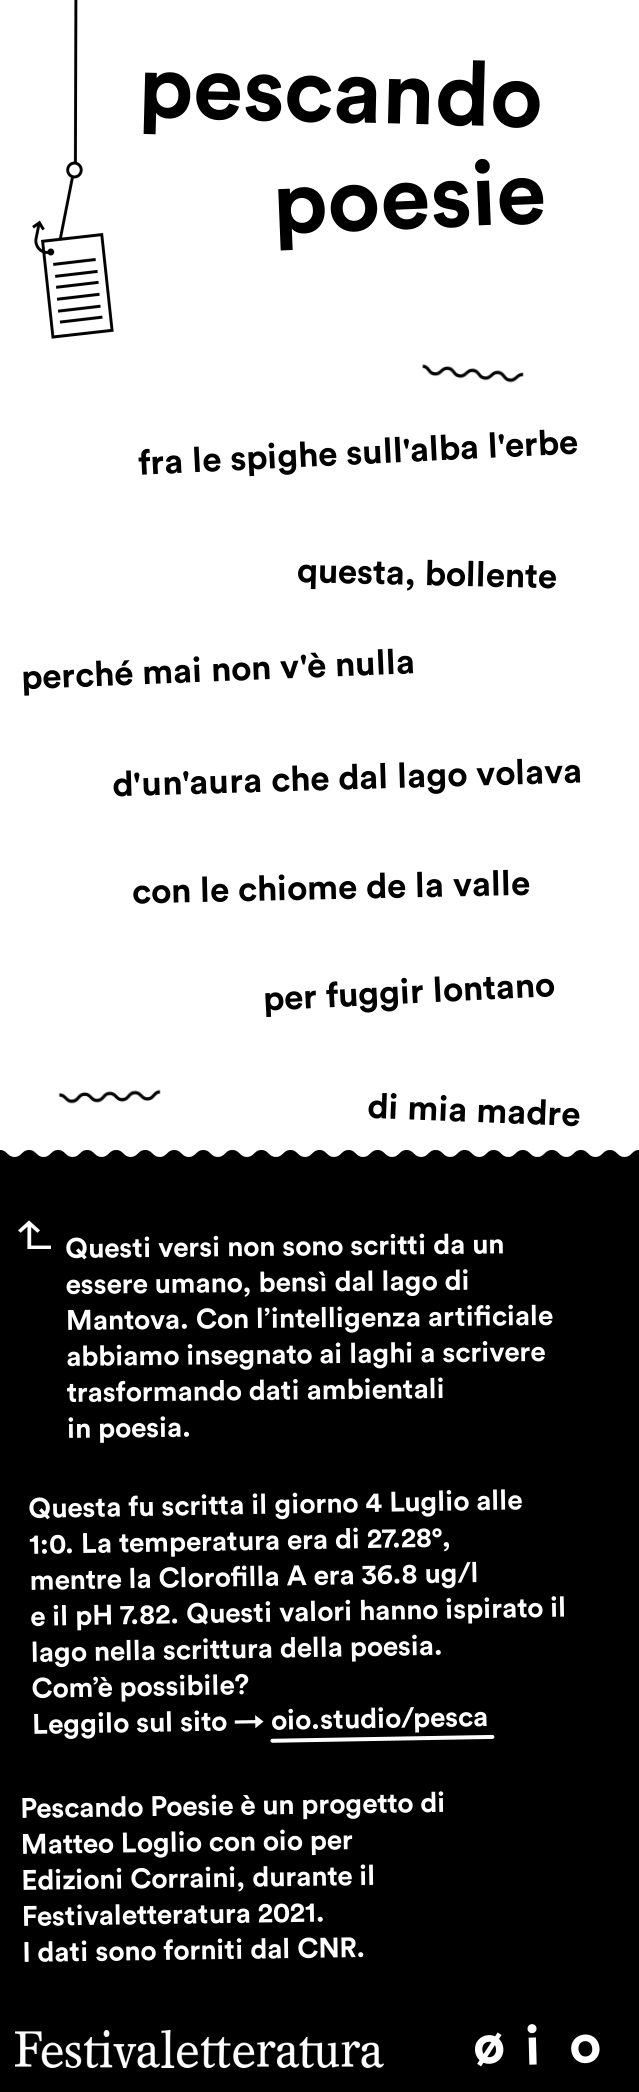 pescando
poesie
fra le spighe sull'alba l'erbe
questa, bollente
perché mai non v'è nulla
d'un'aura che dal lago volava
con le chiome de la valle
per fuggir lontano
di mia madre
Questi versi non sono scritti da un
essere umano, bensì dal lago di
Mantova. Con l’intelligenza artificiale
abbiamo insegnato ai laghi a scrivere
trasformando dati ambientali
in poesia.
Questa fu scritta il giorno 4 Luglio alle
1:0. La temperatura era di 27.28°,
mentre la Clorofilla A era 36.8 ug/l
e il pH 7.82. Questi valori hanno ispirato il
lago nella scrittura della poesia.
Com’è possibile?
Leggilo sul sito → oio.studio/pesca
Pescando Poesie è un progetto di
Matteo Loglio con oio per
Edizioni Corraini, durante il
Festivaletteratura 2021.
I dati sono forniti dal CNR.
Festivaletteratura
ø i o